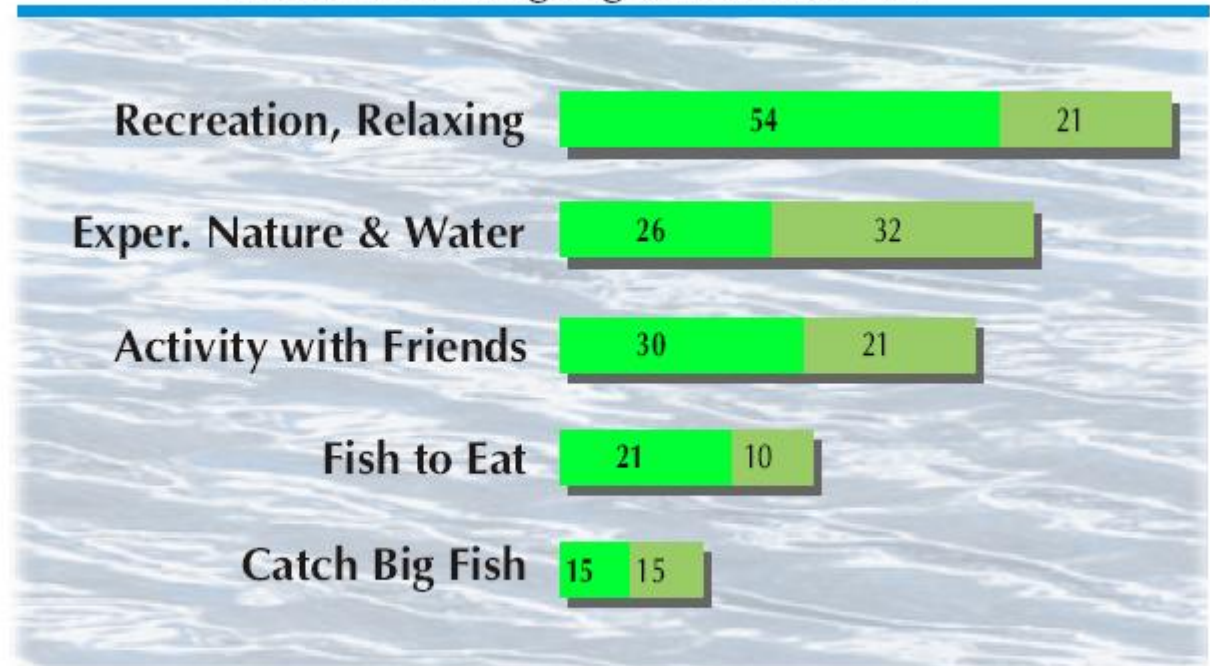 Recreation, Relaxing 54 21
Exper. Nature & Water 26 32
Activity with Friends 30 21
Fish to Eat 21 10
Catch Big Fish 15 15